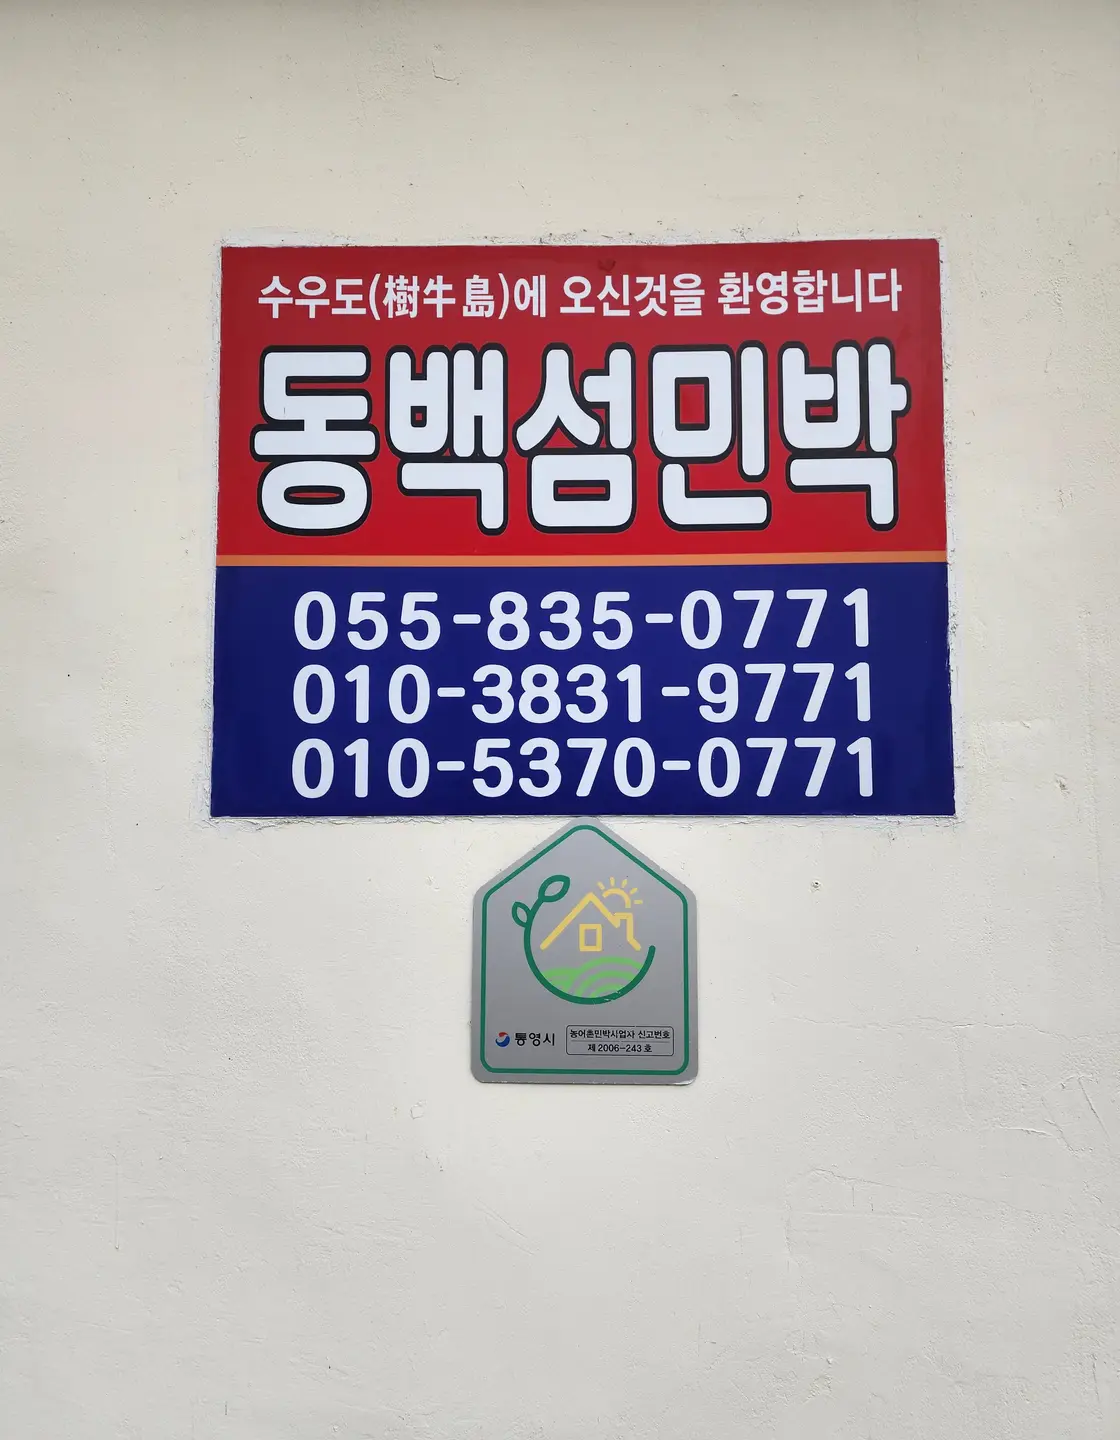 수우도(樹牛島)에 오신것을 환영합니다
동백섬민박
055-835-0771
010-3831-9771
010-5370-0771
통영시
농어촌민박사업자 신고번호
제 2006-243 호